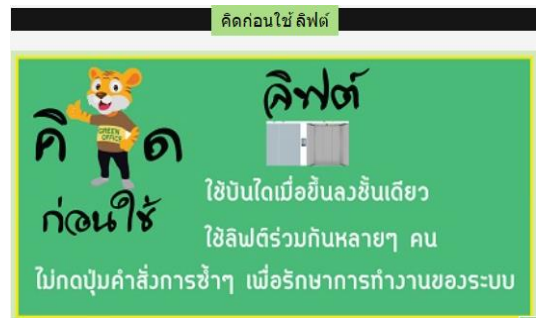 คิดก่อนใช้ ลิฟต์
คิด
GREEN
OFFICE
ก่อนใช้
ลิฟต์
ใช้บันไดเมื่อขึ้นลงชั้นเดียว
ใช้ลิฟต์ร่วมกันหลายๆ คน
ไม่กดปุ่มคำสั่งการซ้ำๆ เพื่อรักษาการทำงานของระบบ